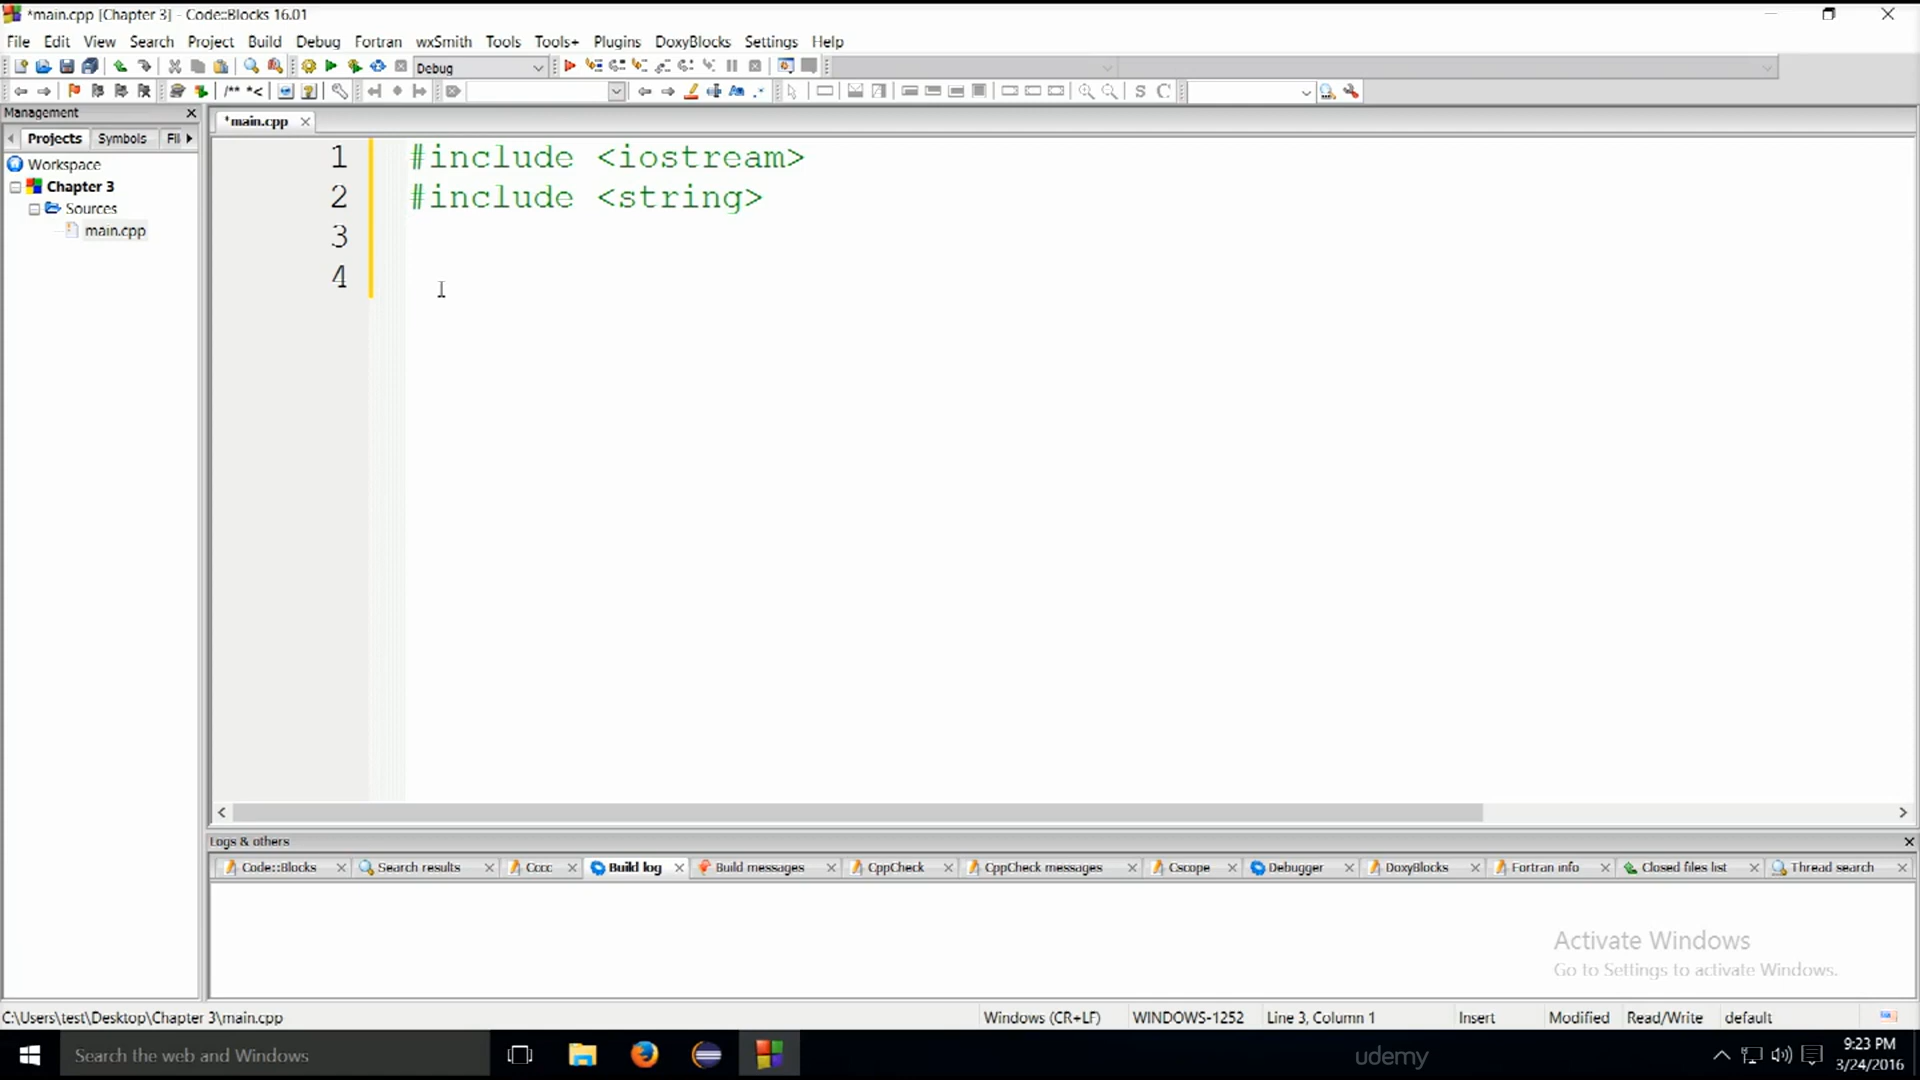 *main.cpp [Chapter 3] - Code::Blocks 16.01
File Edit View Search Project Build Debug Fortran wxSmith Tools Tools+ Plugins DoxyBlocks Settings Help
Debug
/** *<
S C
Management
*main.cpp
Projects Symbols Fil
Workspace
Chapter 3
Sources
main.cpp
1 #include <iostream>
2 #include <string>
3
4
Logs & others
Code::Blocks Search results Cccc Build log Build messages CppCheck CppCheck messages Cscope Debugger DoxyBlocks Fortran info Closed files list Thread search
Activate Windows
Go to Settings to activate Windows.
C:\Users\test\Desktop\Chapter 3\main.cpp Windows (CR+LF) WINDOWS-1252 Line 3, Column 1 Insert Modified Read/Write default
Search the web and Windows
udemy
9:23 PM
3/24/2016